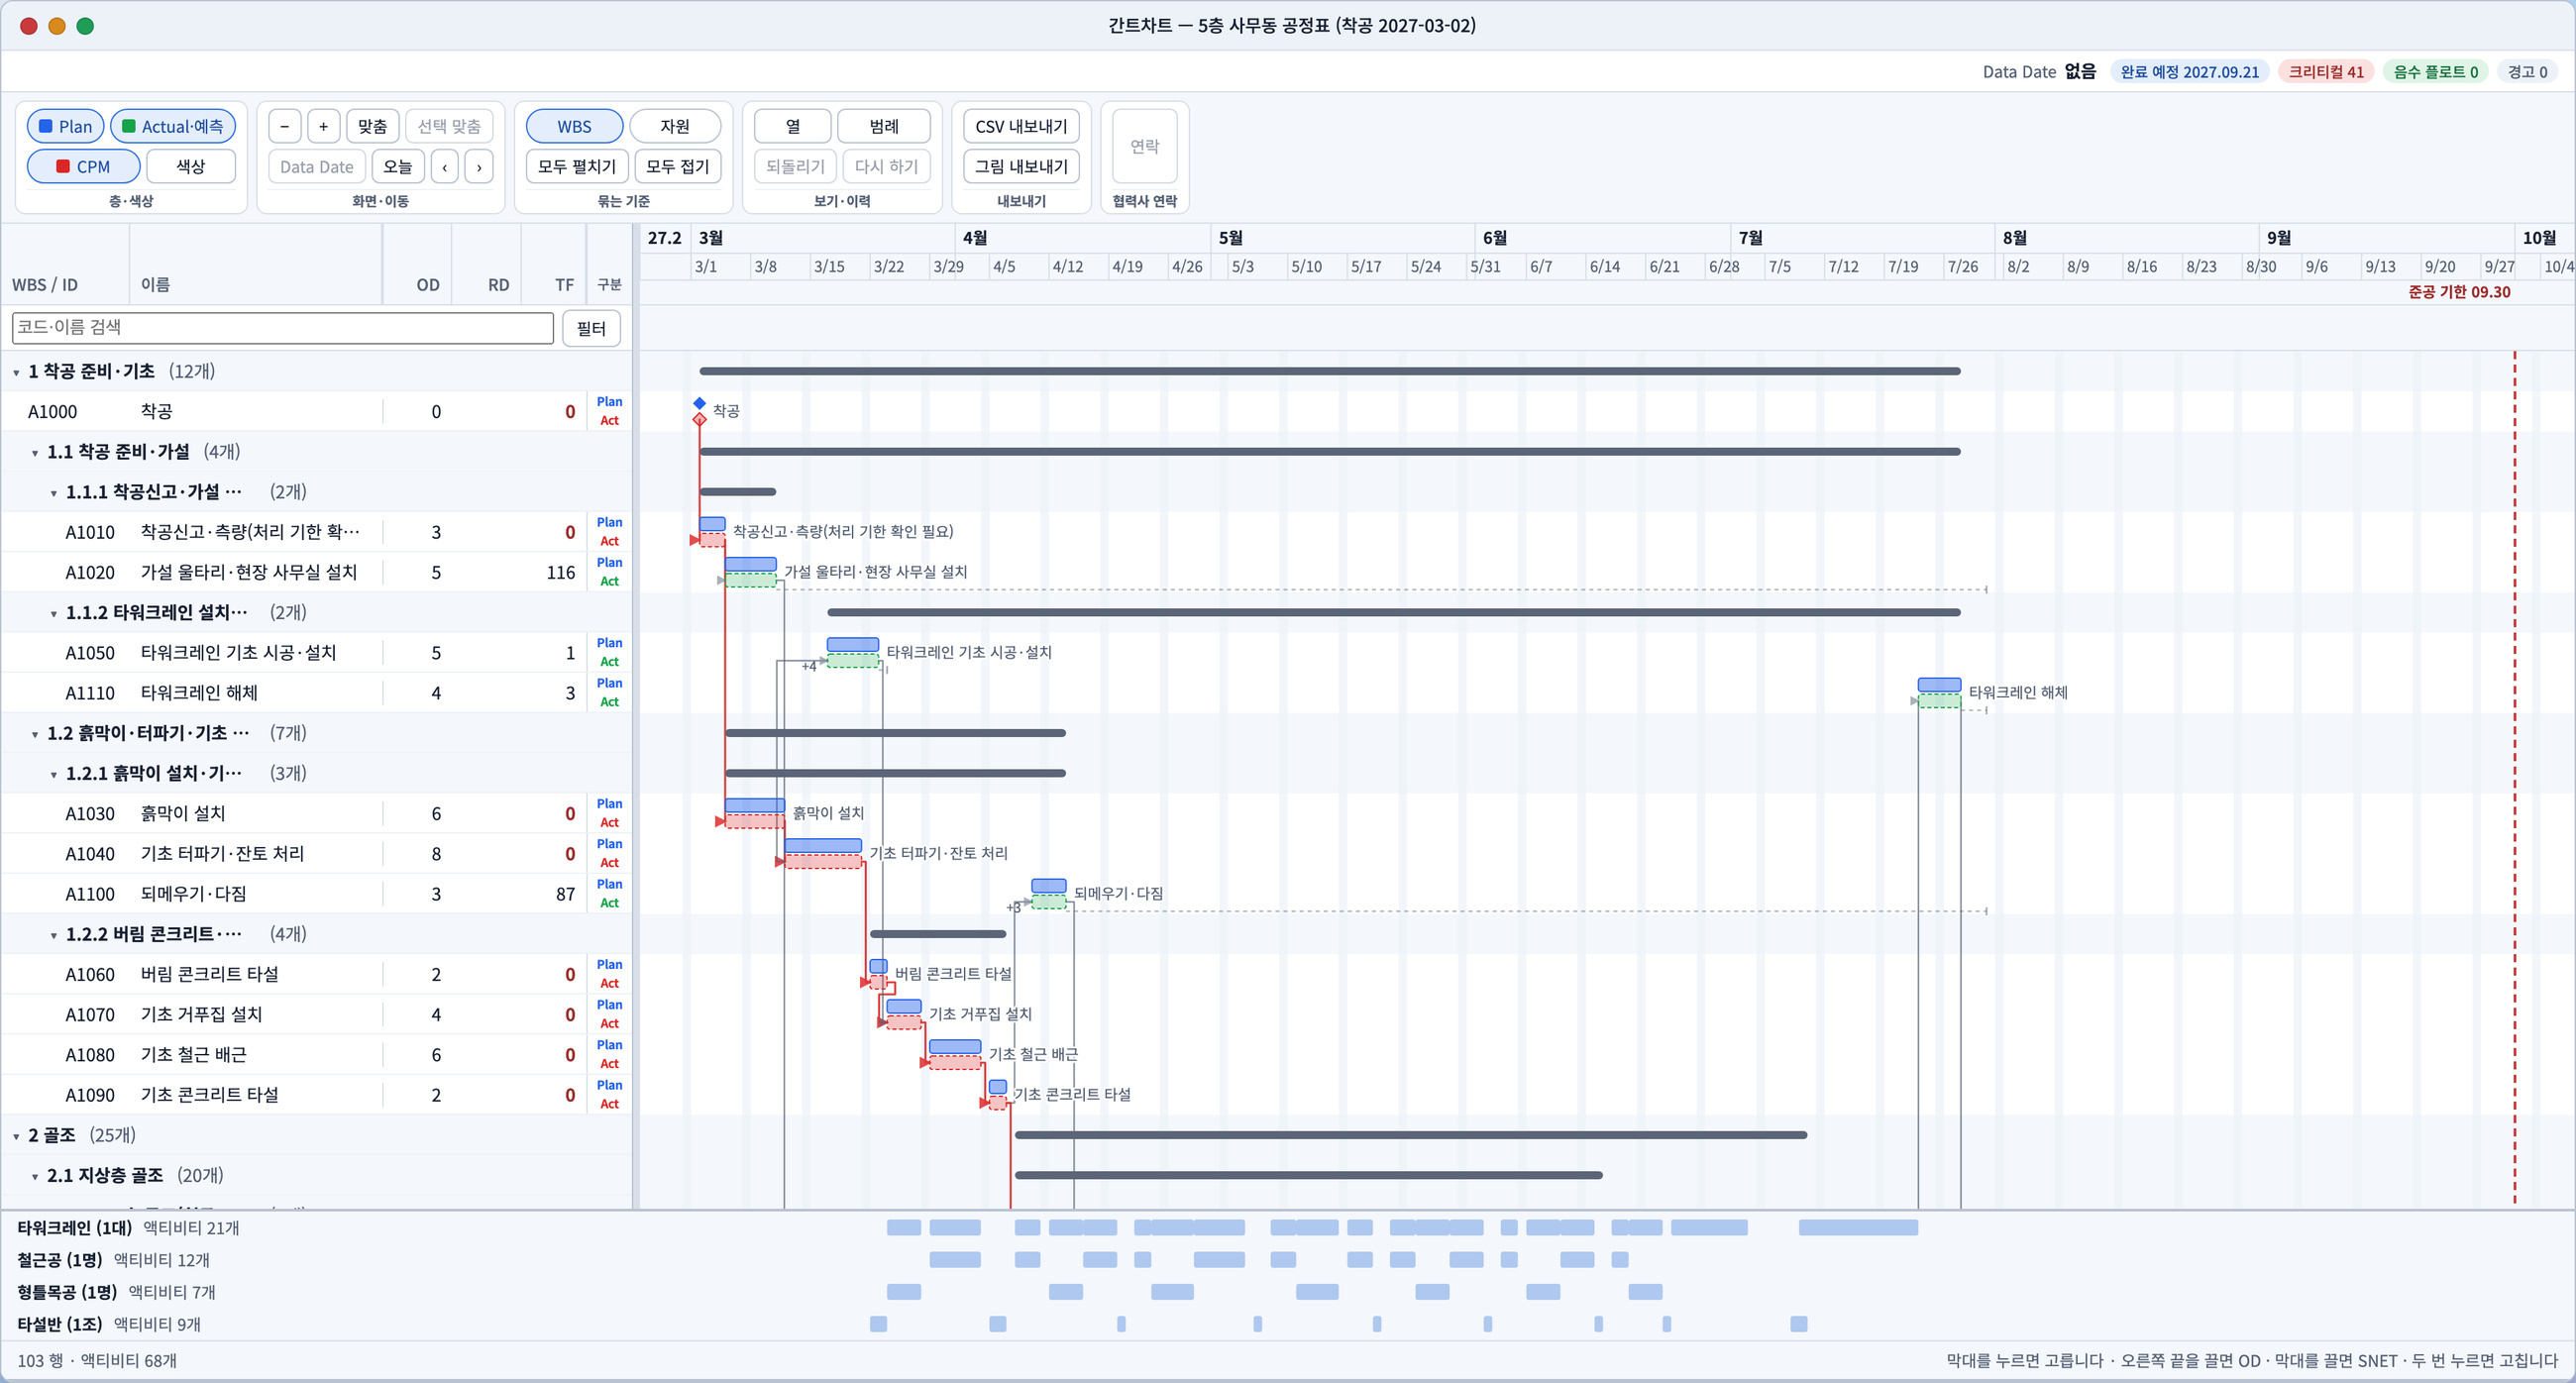 간트차트 — 5층 사무동 공정표 (착공 2027-03-02)
Data Date 없음 완료 예정 2027.09.21 크리티컬 41 음수 플로트 0 경고 0
Plan Actual·예측 − + 맞춤 선택 맞춤 WBS 자원 열 범례 CSV 내보내기 연락
CPM 색상 Data Date 오늘 ‹ › 모두 펼치기 모두 접기 되돌리기 다시 하기 그림 내보내기
층·색상 화면·이동 묶는 기준 보기·이력 내보내기 협력사 연락
27.2 3월 4월 5월 6월 7월 8월 9월 10월
3/1 3/8 3/15 3/22 3/29 4/5 4/12 4/19 4/26 5/3 5/10 5/17 5/24 5/31 6/7 6/14 6/21 6/28 7/5 7/12 7/19 7/26 8/2 8/9 8/16 8/23 8/30 9/6 9/13 9/20 9/27 10/4
WBS / ID 이름 OD RD TF 구분
준공 기한 09.30
코드·이름 검색 필터
1 착공 준비·기초 (12개)
A1000 착공 0 0 Plan Act 착공
1.1 착공 준비·가설 (4개)
1.1.1 착공신고·가설 … (2개)
A1010 착공신고·측량(처리 기한 확… 3 0 Plan Act 착공신고·측량(처리 기한 확인 필요)
A1020 가설 울타리·현장 사무실 설치 5 116 Plan Act 가설 울타리·현장 사무실 설치
1.1.2 타워크레인 설치… (2개)
A1050 타워크레인 기초 시공·설치 5 1 Plan Act +4 타워크레인 기초 시공·설치
A1110 타워크레인 해체 4 3 Plan Act 타워크레인 해체
1.2 흙막이·터파기·기초 … (7개)
1.2.1 흙막이 설치·기… (3개)
A1030 흙막이 설치 6 0 Plan Act 흙막이 설치
A1040 기초 터파기·잔토 처리 8 0 Plan Act 기초 터파기·잔토 처리
A1100 되메우기·다짐 3 87 Plan Act +3 되메우기·다짐
1.2.2 버림 콘크리트·… (4개)
A1060 버림 콘크리트 타설 2 0 Plan Act 버림 콘크리트 타설
A1070 기초 거푸집 설치 4 0 Plan Act 기초 거푸집 설치
A1080 기초 철근 배근 6 0 Plan Act 기초 철근 배근
A1090 기초 콘크리트 타설 2 0 Plan Act 기초 콘크리트 타설
2 골조 (25개)
2.1 지상층 골조 (20개)
타워크레인 (1대) 액티비티 21개
철근공 (1명) 액티비티 12개
형틀목공 (1명) 액티비티 7개
타설반 (1조) 액티비티 9개
103 행 · 액티비티 68개
막대를 누르면 고릅니다 · 오른쪽 끝을 끌면 OD · 막대를 끌면 SNET · 두 번 누르면 고칩니다